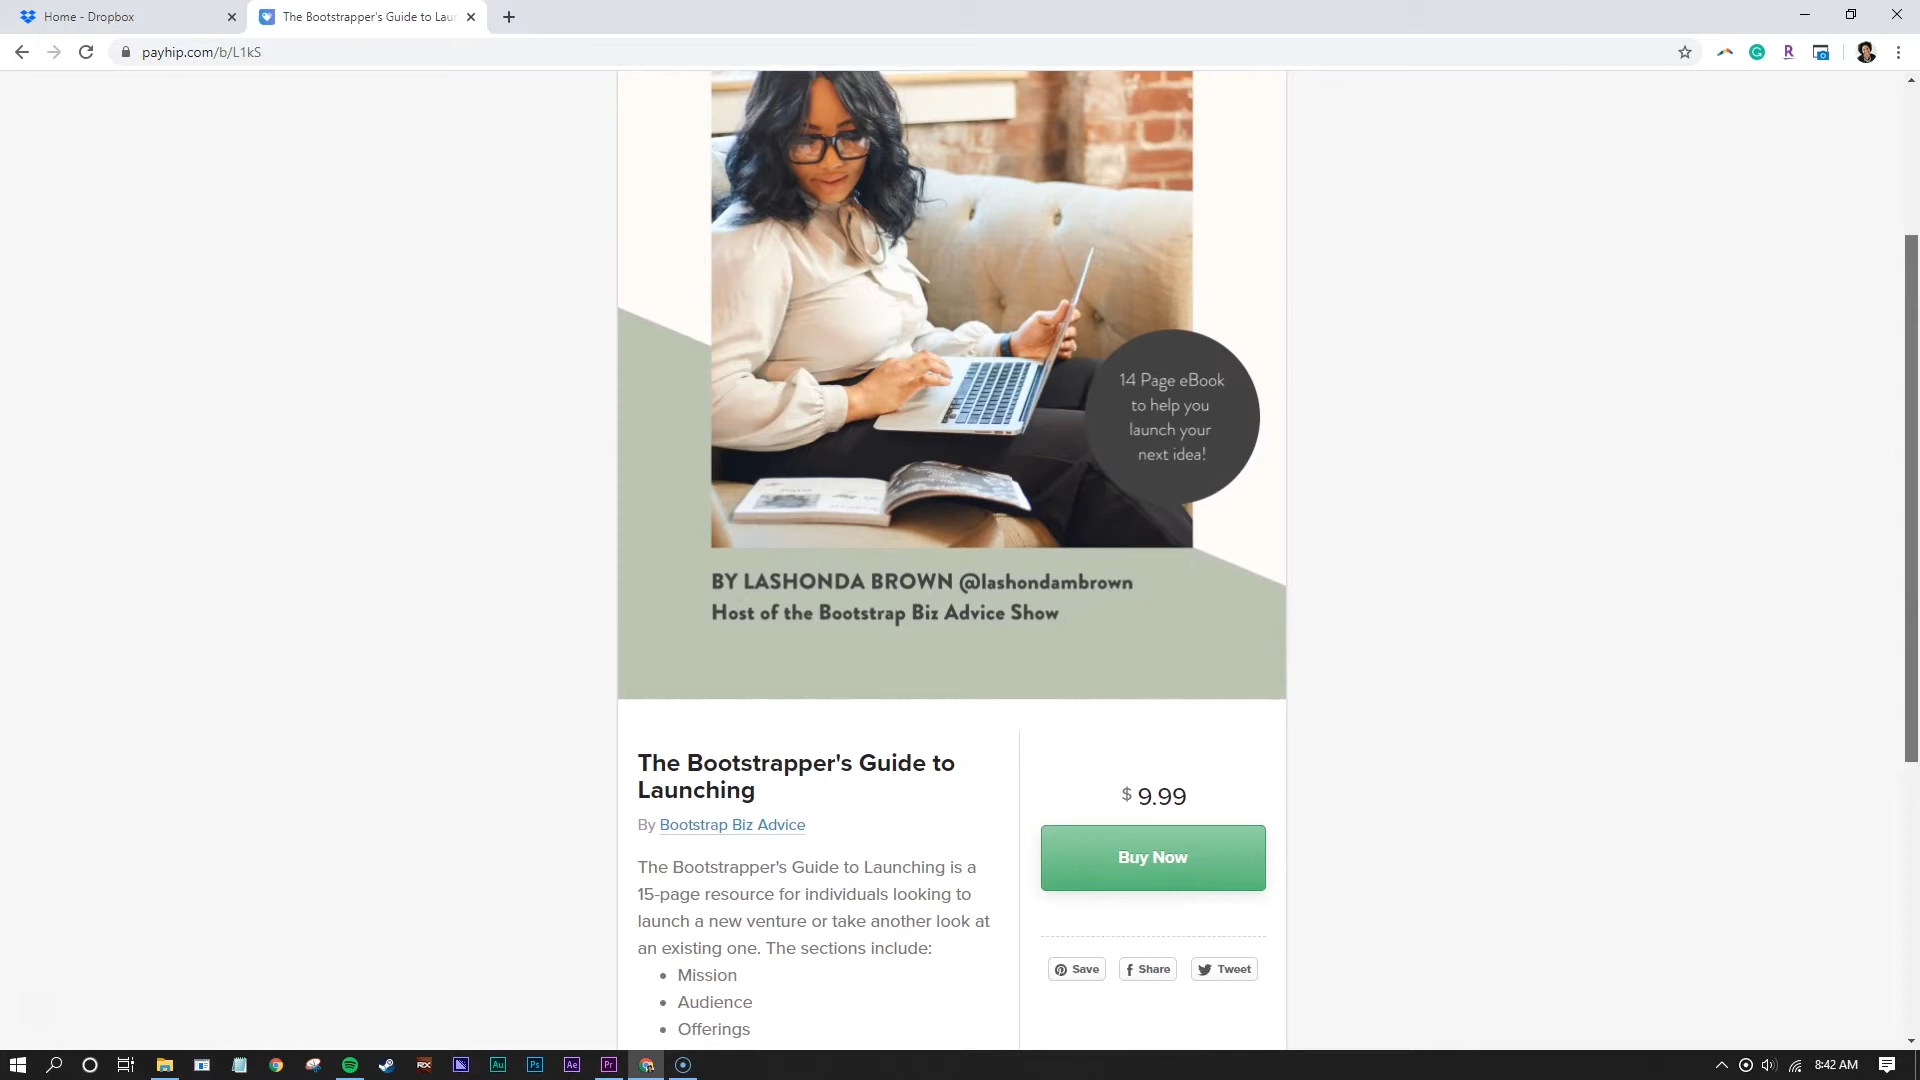 Home - Dropbox
The Bootstrapper's Guide to Lau
payhip.com/b/L1kS
14 Page eBook
to help you
launch your
next idea!
BY LASHONDA BROWN @lashondambrown
Host of the Bootstrap Biz Advice Show
The Bootstrapper's Guide to
Launching
By Bootstrap Biz Advice
The Bootstrapper's Guide to Launching is a
15-page resource for individuals looking to
launch a new venture or take another look at
an existing one. The sections include:
• Mission
• Audience
• Offerings
$ 9.99
Buy Now
Save
Share
Tweet
Au
Ps
Ae
Pr
8:42 AM